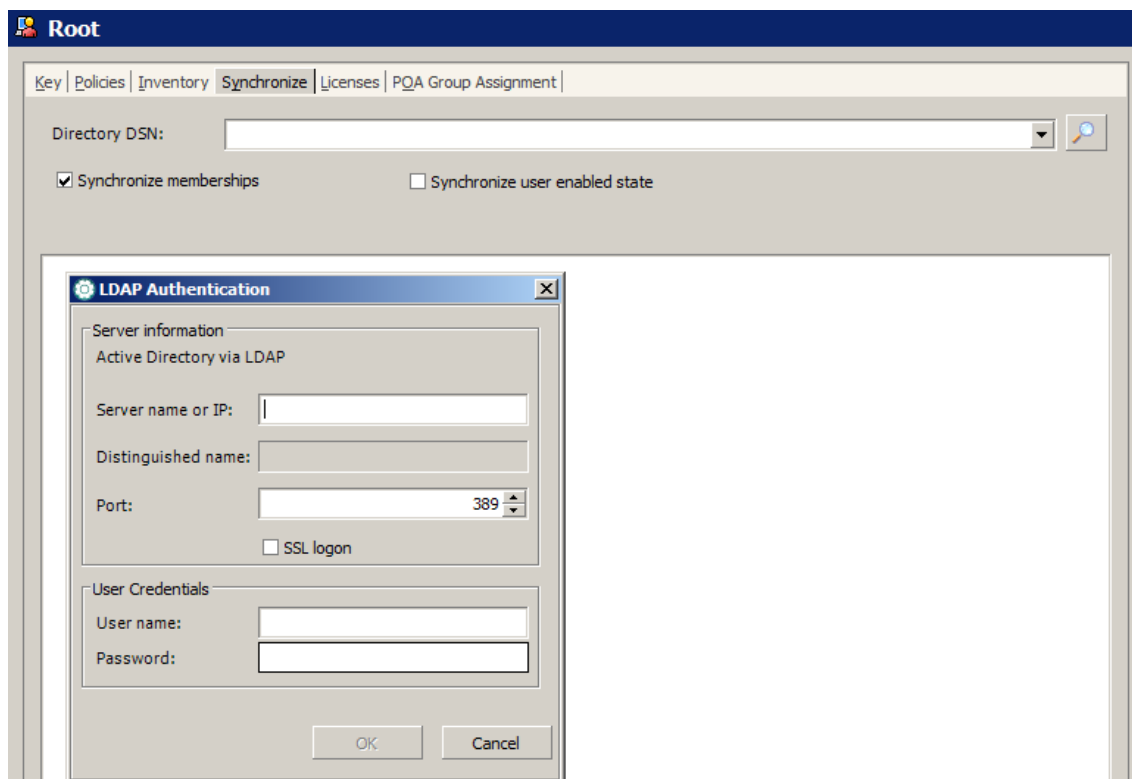 Root
Key Policies Inventory Synchronize Licenses POA Group Assignment
Directory DSN:
Synchronize memberships Synchronize user enabled state
LDAP Authentication
Server information
Active Directory via LDAP
Server name or IP:
Distinguished name:
Port: 389
SSL logon
User Credentials
User name:
Password:
OK Cancel